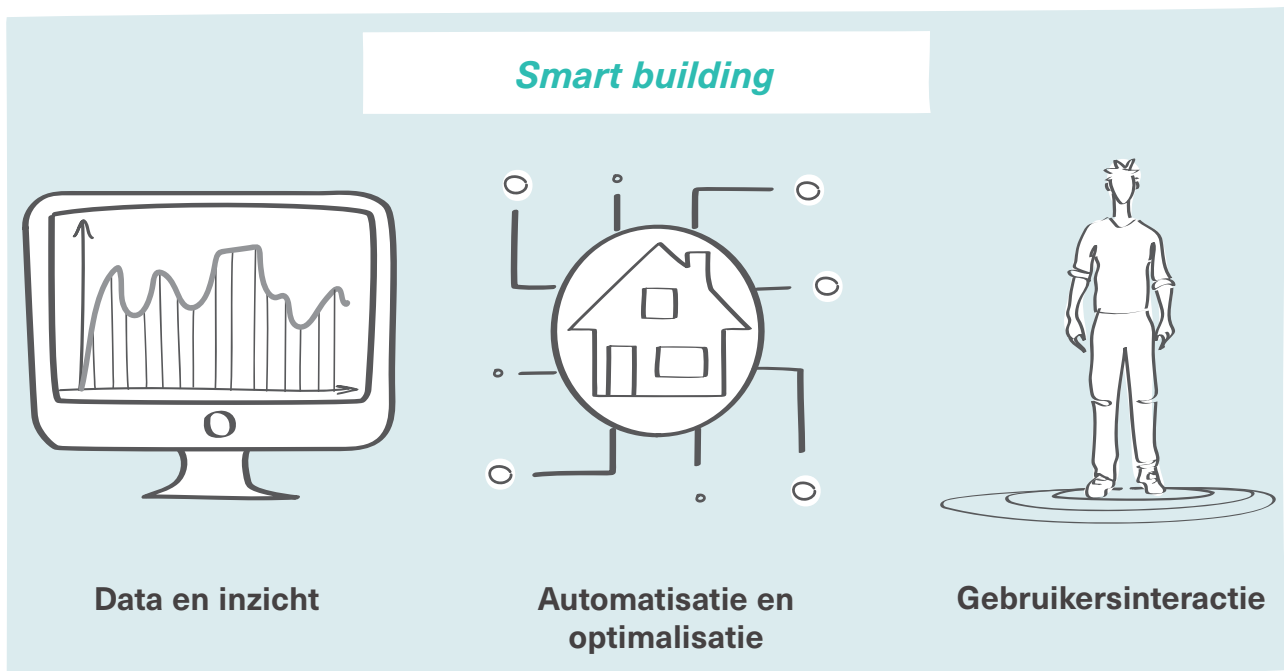 Smart building
Data en inzicht
Automatisatie en
optimalisatie
Gebruikersinteractie